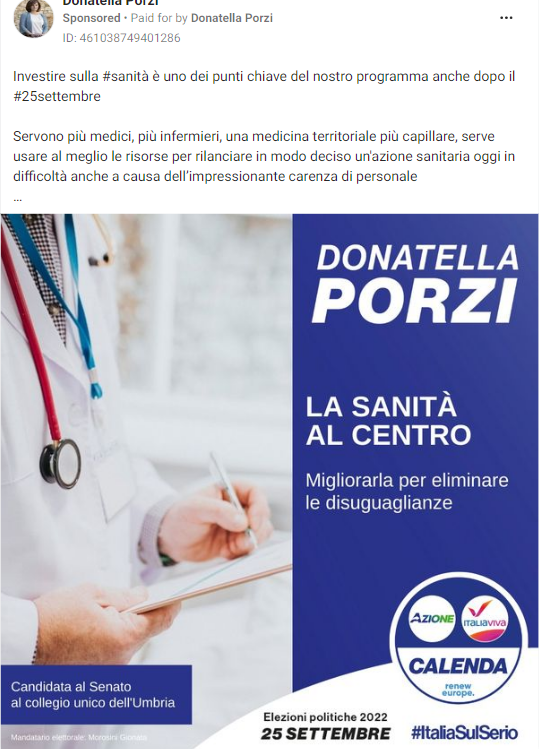 Donatella Porzi
Sponsored • Paid for by Donatella Porzi
ID: 461038749401286
Investire sulla #sanità è uno dei punti chiave del nostro programma anche dopo il
#25settembre
Servono più medici, più infermieri, una medicina territoriale più capillare, serve
usare al meglio le risorse per rilanciare in modo deciso un'azione sanitaria oggi in
difficoltà anche a causa dell'impressionante carenza di personale
...
DONATELLA
PORZI
LA SANITÀ
AL CENTRO
Migliorarla per eliminare
le disuguaglianze
AZIONE
ITALIAVIVA
CALENDA
renew
europe.
Candidata al Senato
al collegio unico dell'Umbria
Mandatario elettorale: Morosini
Elezioni politiche 2022
25 SETTEMBRE
#ItaliaSulSerio